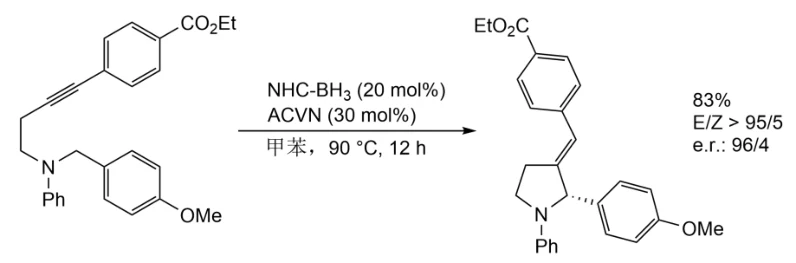 CO₂Et
N
Ph
OMe
NHC-BH₃ (20 mol%)
ACVN (30 mol%)
甲苯，90 °C, 12 h
EtO₂C
N
Ph
OMe
83%
E/Z > 95/5
e.r.: 96/4